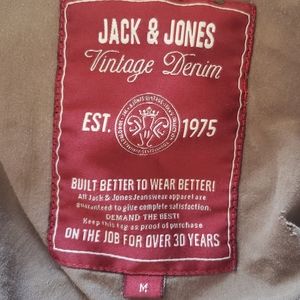 JACK & JONES
Vintage Denim
EST. 1975
BUILT BETTER TO WEAR BETTER!
All Jack & Jones Jeanswear apparel are
guaranteed to give complete satisfaction.
DEMAND THE BEST!
Keep this tag as proof of purchase
ON THE JOB FOR OVER 30 YEARS
M